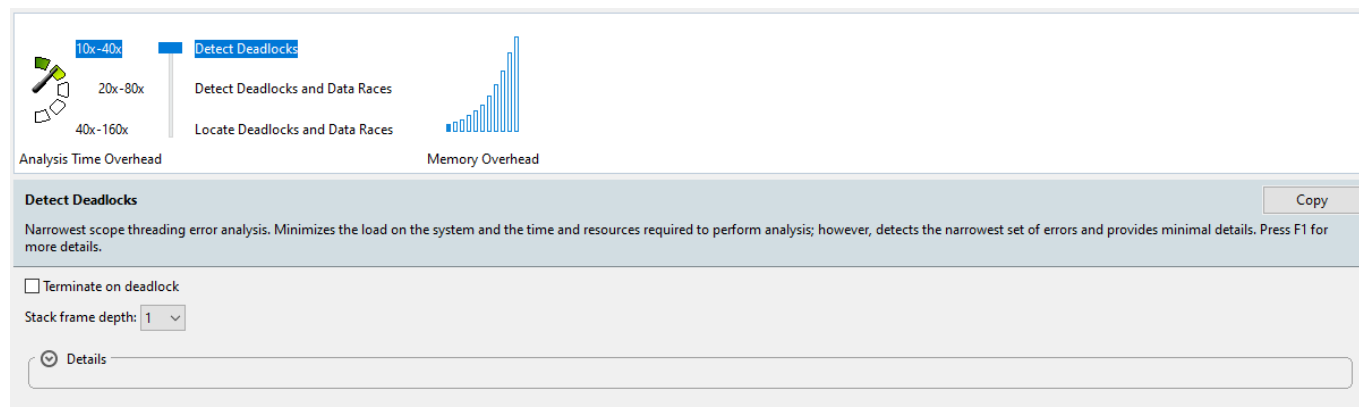 10x-40x Detect Deadlocks
20x-80x Detect Deadlocks and Data Races
40x-160x Locate Deadlocks and Data Races
Analysis Time Overhead Memory Overhead
Detect Deadlocks Copy
Narrowest scope threading error analysis. Minimizes the load on the system and the time and resources required to perform analysis; however, detects the narrowest set of errors and provides minimal details. Press F1 for
more details.
Terminate on deadlock
Stack frame depth: 1
Details